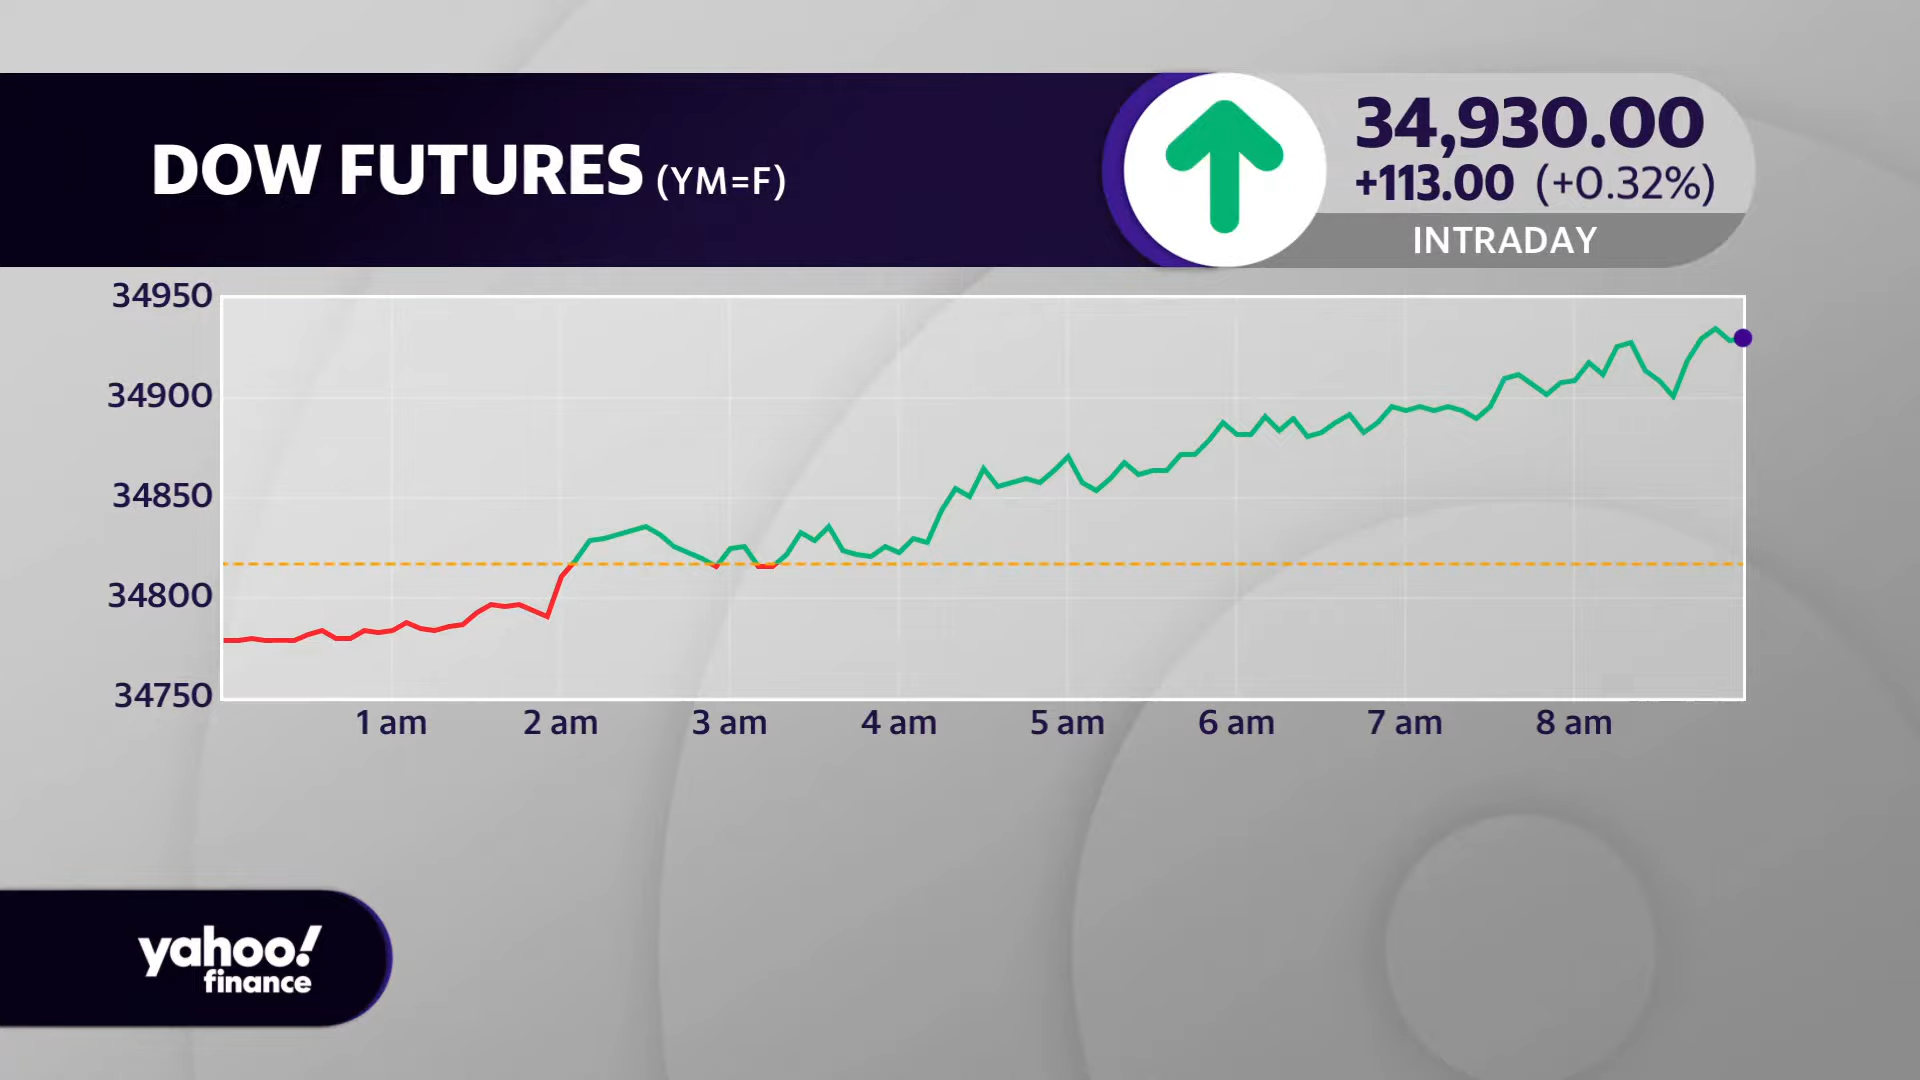 DOW FUTURES (YM=F)
34,930.00
+113.00 (+0.32%)
INTRADAY
34950
34900
34850
34800
34750
1 am 2 am 3 am 4 am 5 am 6 am 7 am 8 am
yahoo!
finance